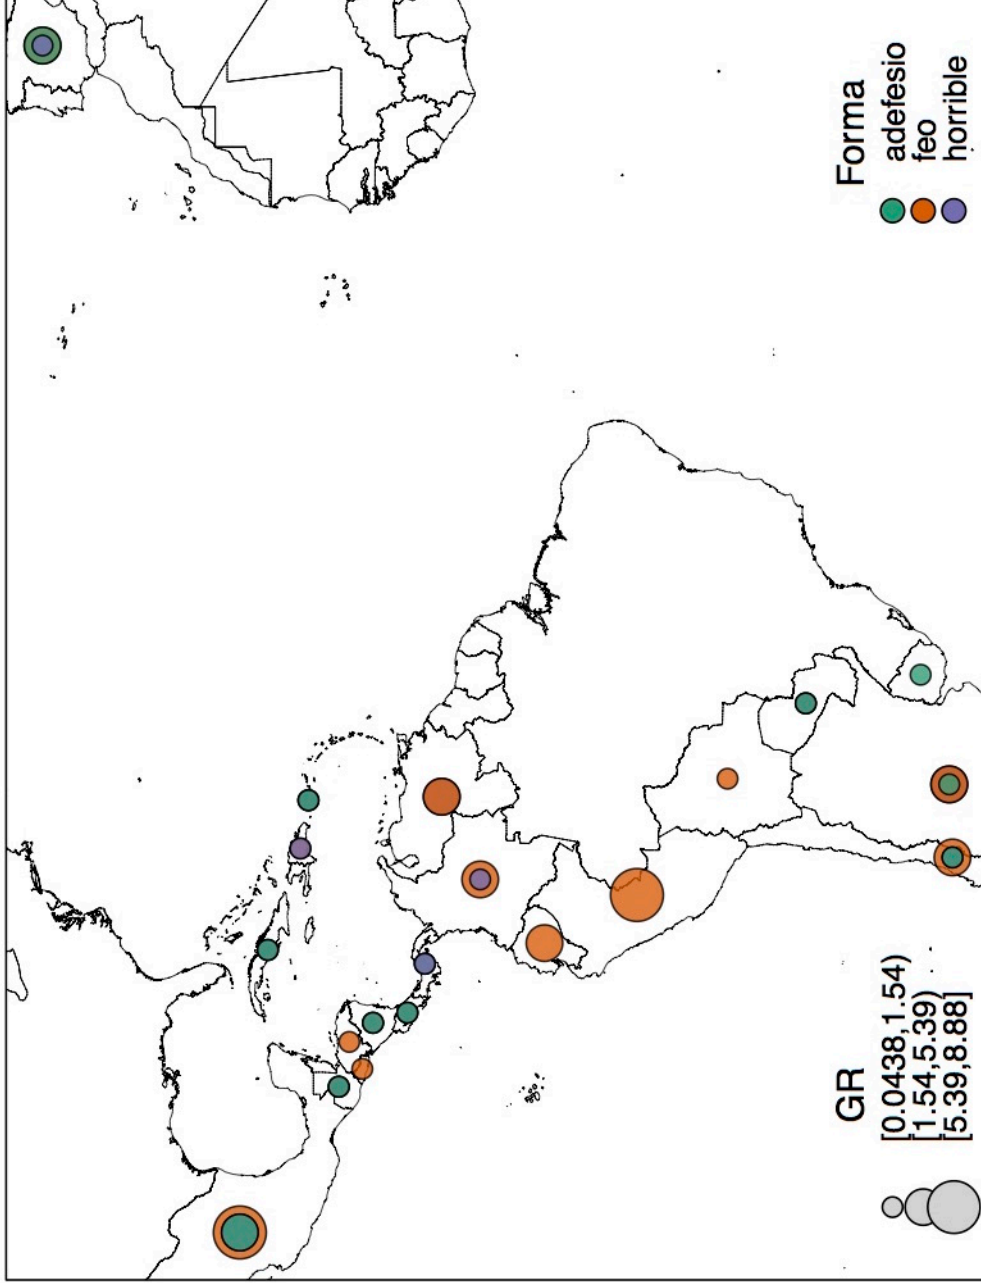 GR
[0.0438,1.54)
[1.54,5.39)
[5.39,8.88]
Forma
adefesio
feo
horrible